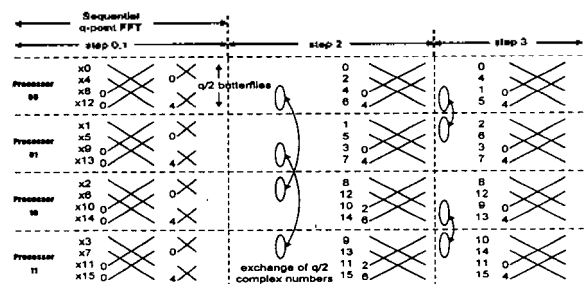 Sequential
q-point FFT
step 0,1
step 2
step 3
Processor
00
x0
x4
x8 0
x12 0
0
4
q/2 butterflies
0
2
4 0
6 4
0
4
1 0
5 4
Processor
01
x1
x5
x9 0
x13 0
0
4
1
5
3 0
7 4
2
6
3 0
7 4
Processor
10
x2
x6
x10 0
x14 0
0
4
8
12
10 2
14 6
8
12
9 0
13 4
Processor
11
x3
x7
x11 0
x15 0
0
4
exchange of q/2
complex numbers
9
13
11 2
15 6
10
14
11 0
15 4